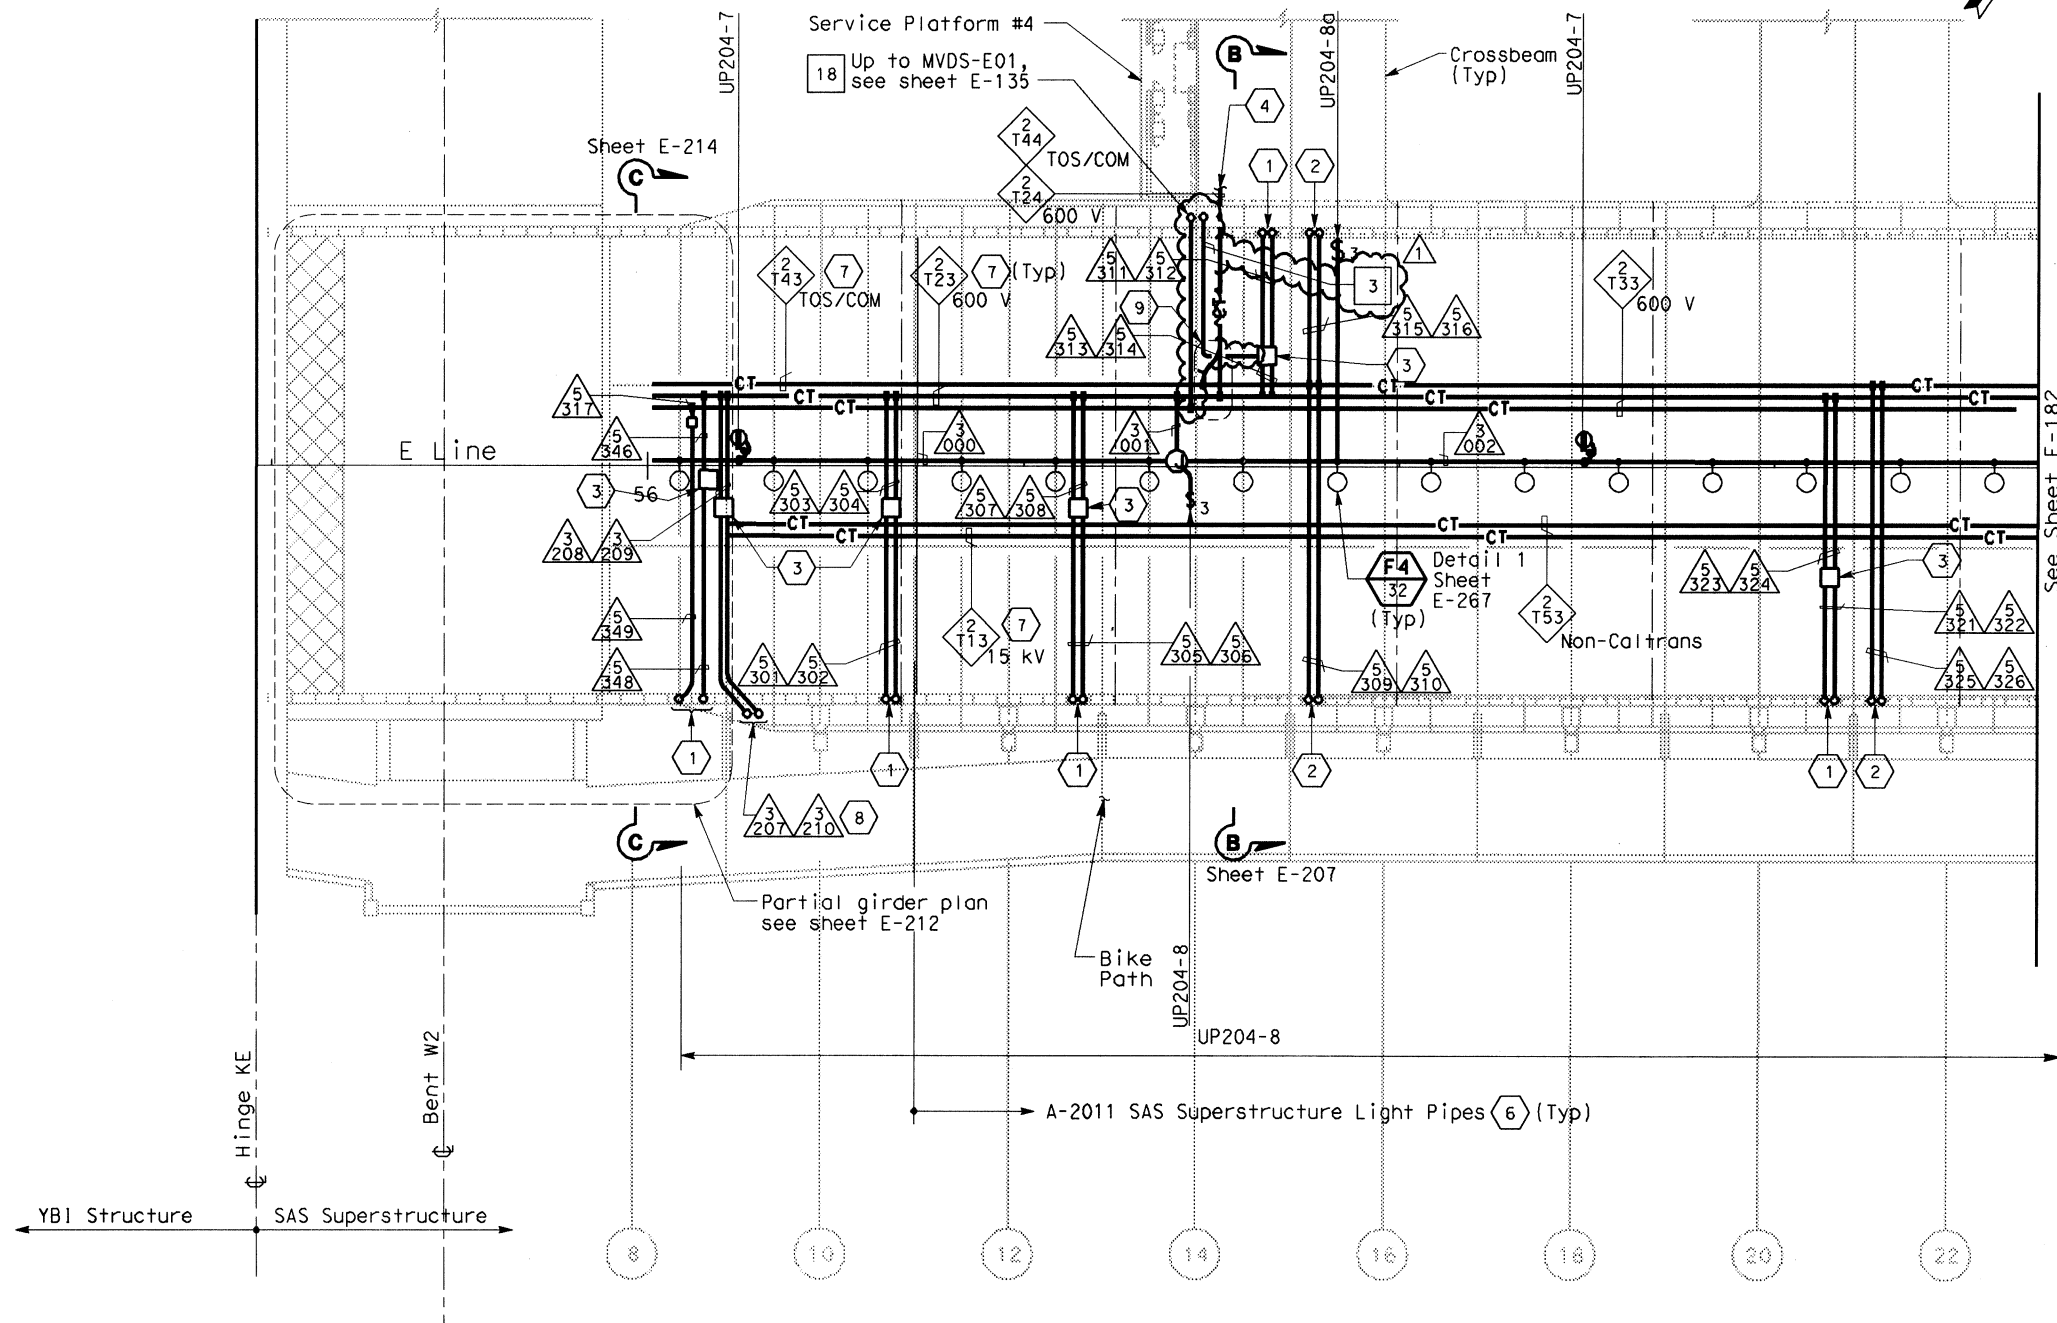 Service Platform #4
18
Up to MVDS-E01,
see sheet E-135
UP204-7
B
UP204-8a
Crossbeam
(Typ)
UP204-7
4
2
T44
TOS/COM
1
2
Sheet E-214
C
2
T24
600 V
2
T43
7
TOS/COM
2
T23
7
(Typ)
600 V
5
311
5
312
S
3
1
3
2
T33
600 V
9
5
313
5
314
5
315
5
316
3
CT
CT
CT
CT
CT
CT
CT
CT
5
317
5
346
3
000
3
001
3
002
E Line
See Sheet E-182
3
56
5
303
5
304
5
307
5
308
3
S
3
CT
CT
CT
CT
CT
CT
3
208
3
209
3
F4
32
(Typ)
Detail 1
Sheet
E-267
5
323
5
324
3
2
T13
7
15 kV
2
T53
Non-Caltrans
5
349
5
321
5
322
5
348
5
301
5
302
5
305
5
306
5
309
5
310
5
325
5
326
1
1
1
2
1
2
3
207
3
210
8
C
B
Sheet E-207
Partial girder plan
see sheet E-212
Bike
Path
UP204-8
UP204-8
Hinge KE
Bent W2
A-2011 SAS Superstructure Light Pipes
6
(Typ)
YBI Structure
SAS Superstructure
8
10
12
14
16
18
20
22